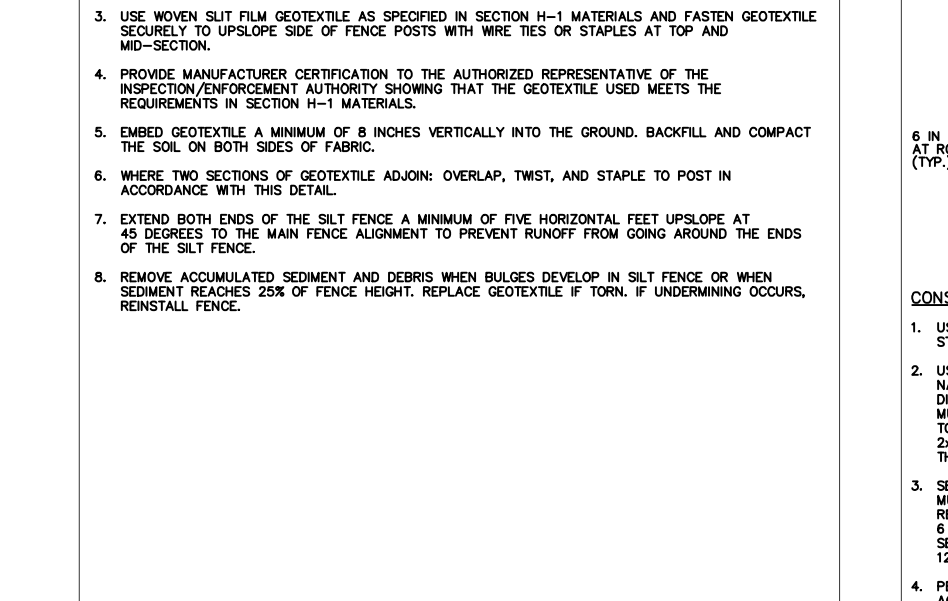 3. USE WOVEN SLIT FILM GEOTEXTILE AS SPECIFIED IN SECTION H-1 MATERIALS AND FASTEN GEOTEXTILE
SECURELY TO UPSLOPE SIDE OF FENCE POSTS WITH WIRE TIES OR STAPLES AT TOP AND
MID-SECTION.
4. PROVIDE MANUFACTURER CERTIFICATION TO THE AUTHORIZED REPRESENTATIVE OF THE
INSPECTION/ENFORCEMENT AUTHORITY SHOWING THAT THE GEOTEXTILE USED MEETS THE
REQUIREMENTS IN SECTION H-1 MATERIALS.
5. EMBED GEOTEXTILE A MINIMUM OF 8 INCHES VERTICALLY INTO THE GROUND. BACKFILL AND COMPACT
THE SOIL ON BOTH SIDES OF FABRIC.
6. WHERE TWO SECTIONS OF GEOTEXTILE ADJOIN: OVERLAP, TWIST, AND STAPLE TO POST IN
ACCORDANCE WITH THIS DETAIL.
7. EXTEND BOTH ENDS OF THE SILT FENCE A MINIMUM OF FIVE HORIZONTAL FEET UPSLOPE AT
45 DEGREES TO THE MAIN FENCE ALIGNMENT TO PREVENT RUNOFF FROM GOING AROUND THE ENDS
OF THE SILT FENCE.
8. REMOVE ACCUMULATED SEDIMENT AND DEBRIS WHEN BULGES DEVELOP IN SILT FENCE OR WHEN
SEDIMENT REACHES 25% OF FENCE HEIGHT. REPLACE GEOTEXTILE IF TORN. IF UNDERMINING OCCURS,
REINSTALL FENCE.
6 IN
AT
(TYP.)
1.
2.
3.
6
4.